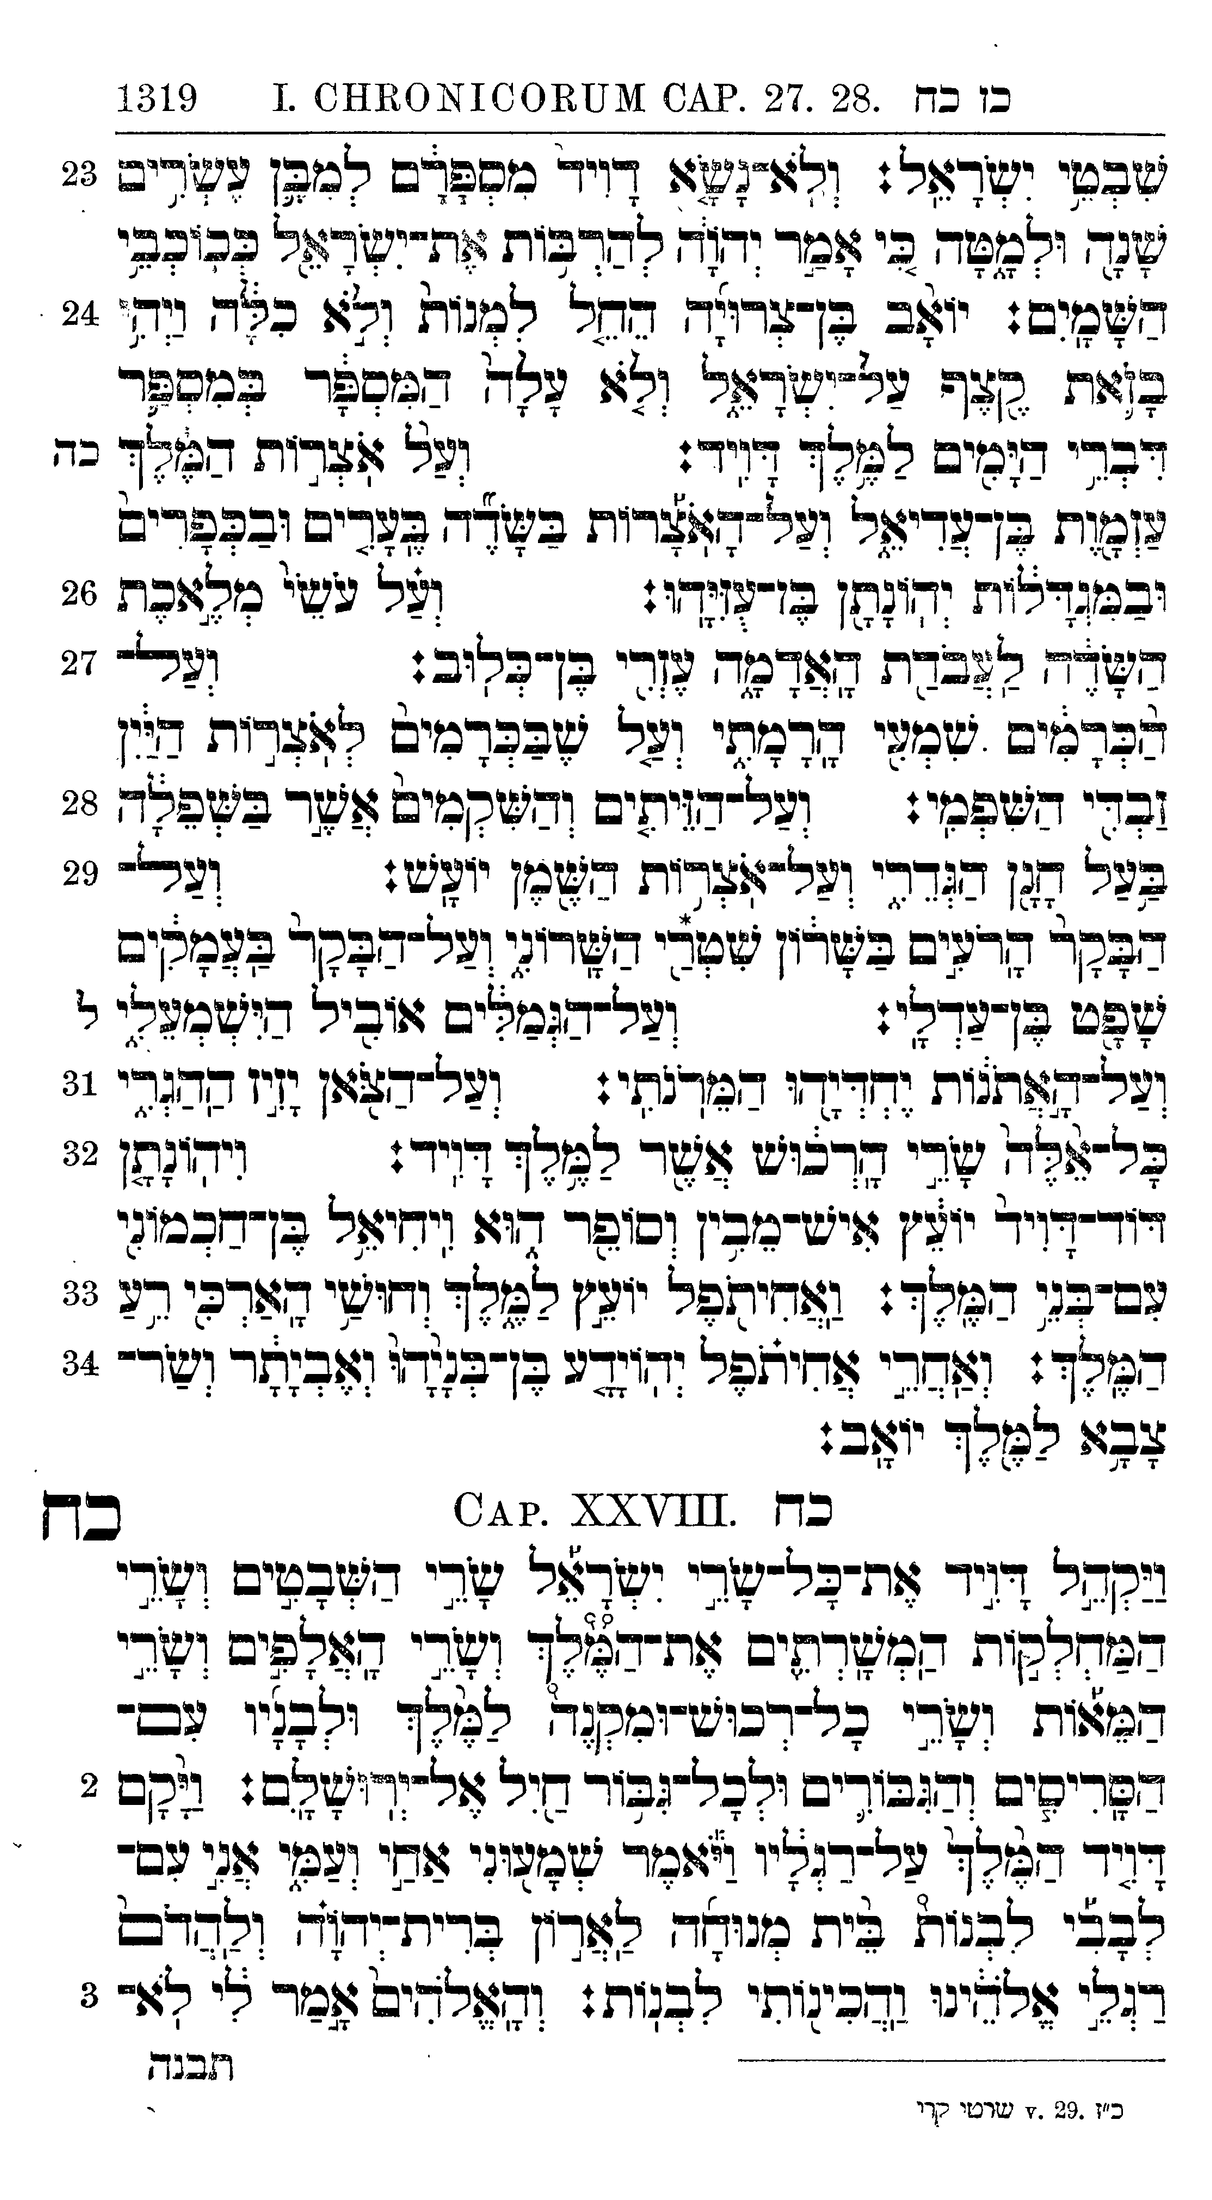 1319 I. CHRONICORUM CAP. 27. 28. כז כח
23 שִׁבְטֵ֥י יִשְׂרָאֵֽל׃ וְלֹא־נָשָׂ֤א דָוִיד֙ מִסְפָּרָ֔ם לְמִבֶּ֛ן עֶשְׂרִ֥ים
שָׁנָ֖ה וּלְמָ֑טָּה כִּ֚י אָמַ֣ר יְהוָ֔ה לְהַרְבּ֥וֹת אֶת־יִשְׂרָאֵ֖ל כְּכוֹכְבֵ֥י
24 הַשָּׁמָֽיִם׃ יוֹאָ֨ב בֶּן־צְרוּיָ֜ה הֵחֵ֤ל לִמְנוֹת֙ וְלֹ֣א כִלָּ֔ה וַיְהִ֥י
בָזֹ֛את קֶ֖צֶף עַל־יִשְׂרָאֵ֑ל וְלֹ֤א עָלָה֙ הַמִּסְפָּ֔ר בְּמִסְפַּ֥ר
כה דִּבְרֵֽי הַיָּמִ֖ים לַמֶּ֥לֶךְ דָּוִֽיד׃ וְעַל֙ אֹצְר֣וֹת הַמֶּ֔לֶךְ
עַזְמָ֖וֶת בֶּן־עֲדִיאֵ֑ל וְעַל־הָאֹֽצָר֡וֹת בַּשָּׂדֶ֞ה בֶּעָרִ֤ים וּבַכְּפָרִים֙
26 וּבַמִּגְדָּל֔וֹת יְהוֹנָתָ֖ן בֶּן־עֻזִּיָּֽהוּ׃ וְעַ֗ל עֹשֵׂי֙ מְלֶ֣אכֶת
27 הַשָּׂדֶ֔ה לַעֲבֹדַ֖ת הָאֲדָמָ֑ה עֶזְרִ֖י בֶּן־כְּלֽוּב׃ וְעַל־
הַ֨כְּרָמִ֔ים שִׁמְעִ֖י הָרָֽמָתִ֑י וְעַ֤ל שֶׁבַּכְּרָמִים֙ לְאֹצְר֣וֹת הַיַּ֔יִן
28 זַבְדִּ֖י הַשִּׁפְמִֽי׃ וְעַל־הַזֵּיתִ֤ים וְהַשִּׁקְמִים֙ אֲשֶׁ֣ר בַּשְּׁפֵלָ֔ה
29 בַּ֥עַל חָנָ֖ן הַגְּדֵרִ֑י וְעַל־אֹצְר֥וֹת הַשֶּׁ֖מֶן יוֹעָֽשׁ׃ וְעַל־
הַבָּקָר֙ הָרֹעִ֣ים בַּשָּׁר֔וֹן שִׁטְרַ֖י* הַשָּׁרוֹנִ֑י וְעַל־הַבָּקָר֙ בָּֽעֲמָקִ֔ים
ל שָׁפָ֖ט בֶּן־עַדְלָֽי׃ וְעַל־הַ֨גְּמַלִּ֔ים אוֹבִ֖יל הַיִּשְׁמְעֵלִ֑י
31 וְעַל־הָ֣אֲתֹנ֔וֹת יֶחְדְּיָ֖הוּ הַמֵּרֹנֹתִֽי׃ וְעַל־הַצֹּ֖אן יָזִ֣יז הַֽהַגְרִ֑י
32 כָּל־אֵ֙לֶּה֙ שָׂרֵ֣י הָרְכ֔וּשׁ אֲשֶׁ֖ר לַמֶּ֥לֶךְ דָּוִֽיד׃ וִיהוֹנָתָ֤ן
דּוֹד־דָּוִיד֙ יוֹעֵ֔ץ אִישׁ־מֵבִ֥ין וְסוֹפֵ֖ר ה֑וּא וִֽיחִיאֵ֥ל בֶּן־חַכְמוֹנִ֖י
33 עִם־בְּנֵ֥י הַמֶּֽלֶךְ׃ וַאֲחִיתֹ֖פֶל יוֹעֵ֣ץ לַמֶּ֑לֶךְ וְחוּשַׁ֥י הָאַרְכִּ֖י רֵ֥עַ
34 הַמֶּֽלֶךְ׃ וְאַחֲרֵ֣י אֲחִיתֹ֗פֶל יְהוֹיָדָ֤ע בֶּן־בְּנָיָ֙הוּ֙ וְאֶבְיָתָ֔ר וְשַׂר־
צָבָ֥א לַמֶּ֖לֶךְ יוֹאָֽב׃
כח CAP. XXVIII. כח
וַיַּקְהֵ֣ל דָּוִ֣יד אֶת־כָּל־שָׂרֵ֣י יִשְׂרָאֵ֡ל שָׂרֵ֣י הַשְּׁבָטִ֣ים וְשָׂרֵ֣י
הַמַּחְלְק֣וֹת הַמְשָׁרְתִ֪ים אֶת־הַמֶּ֟לֶךְ וְשָׂרֵ֣י הָאֲלָפִ֣ים וְשָׂרֵ֣י
הַמֵּא֡וֹת וְשָׂרֵ֣י כָל־רְכוּשׁ־וּמִקְנֶה֩ לַמֶּ֨לֶךְ וּלְבָנָ֜יו עִם־
2 הַסָּרִיסִ֧ים וְהַגִּבּוֹרִ֛ים וּֽלְכָל־גִּבּ֥וֹר חַ֖יִל אֶל־יְרוּשָׁלִָֽם׃ וַיָּ֨קָם
דָּוִ֤יד הַמֶּ֙לֶךְ֙ עַל־רַגְלָ֔יו וַיֹּ֕אמֶר שְׁמָע֖וּנִי אַחַ֣י וְעַמִּ֑י אֲנִ֣י עִם־
לְבָבִ֡י לִבְנוֹת֩ בֵּ֨ית מְנוּחָ֜ה לַאֲר֣וֹן בְּרִית־יְהוָ֗ה וְלַהֲדֹם֙
3 רַגְלֵ֣י אֱלֹהֵ֔ינוּ וַהֲכִינ֖וֹתִי לִבְנֽוֹת׃ וְהָאֱלֹהִים֙ אָ֣מַר לִ֔י לֹא־
תבנה
כ״ז v. 29. שרטי קרי